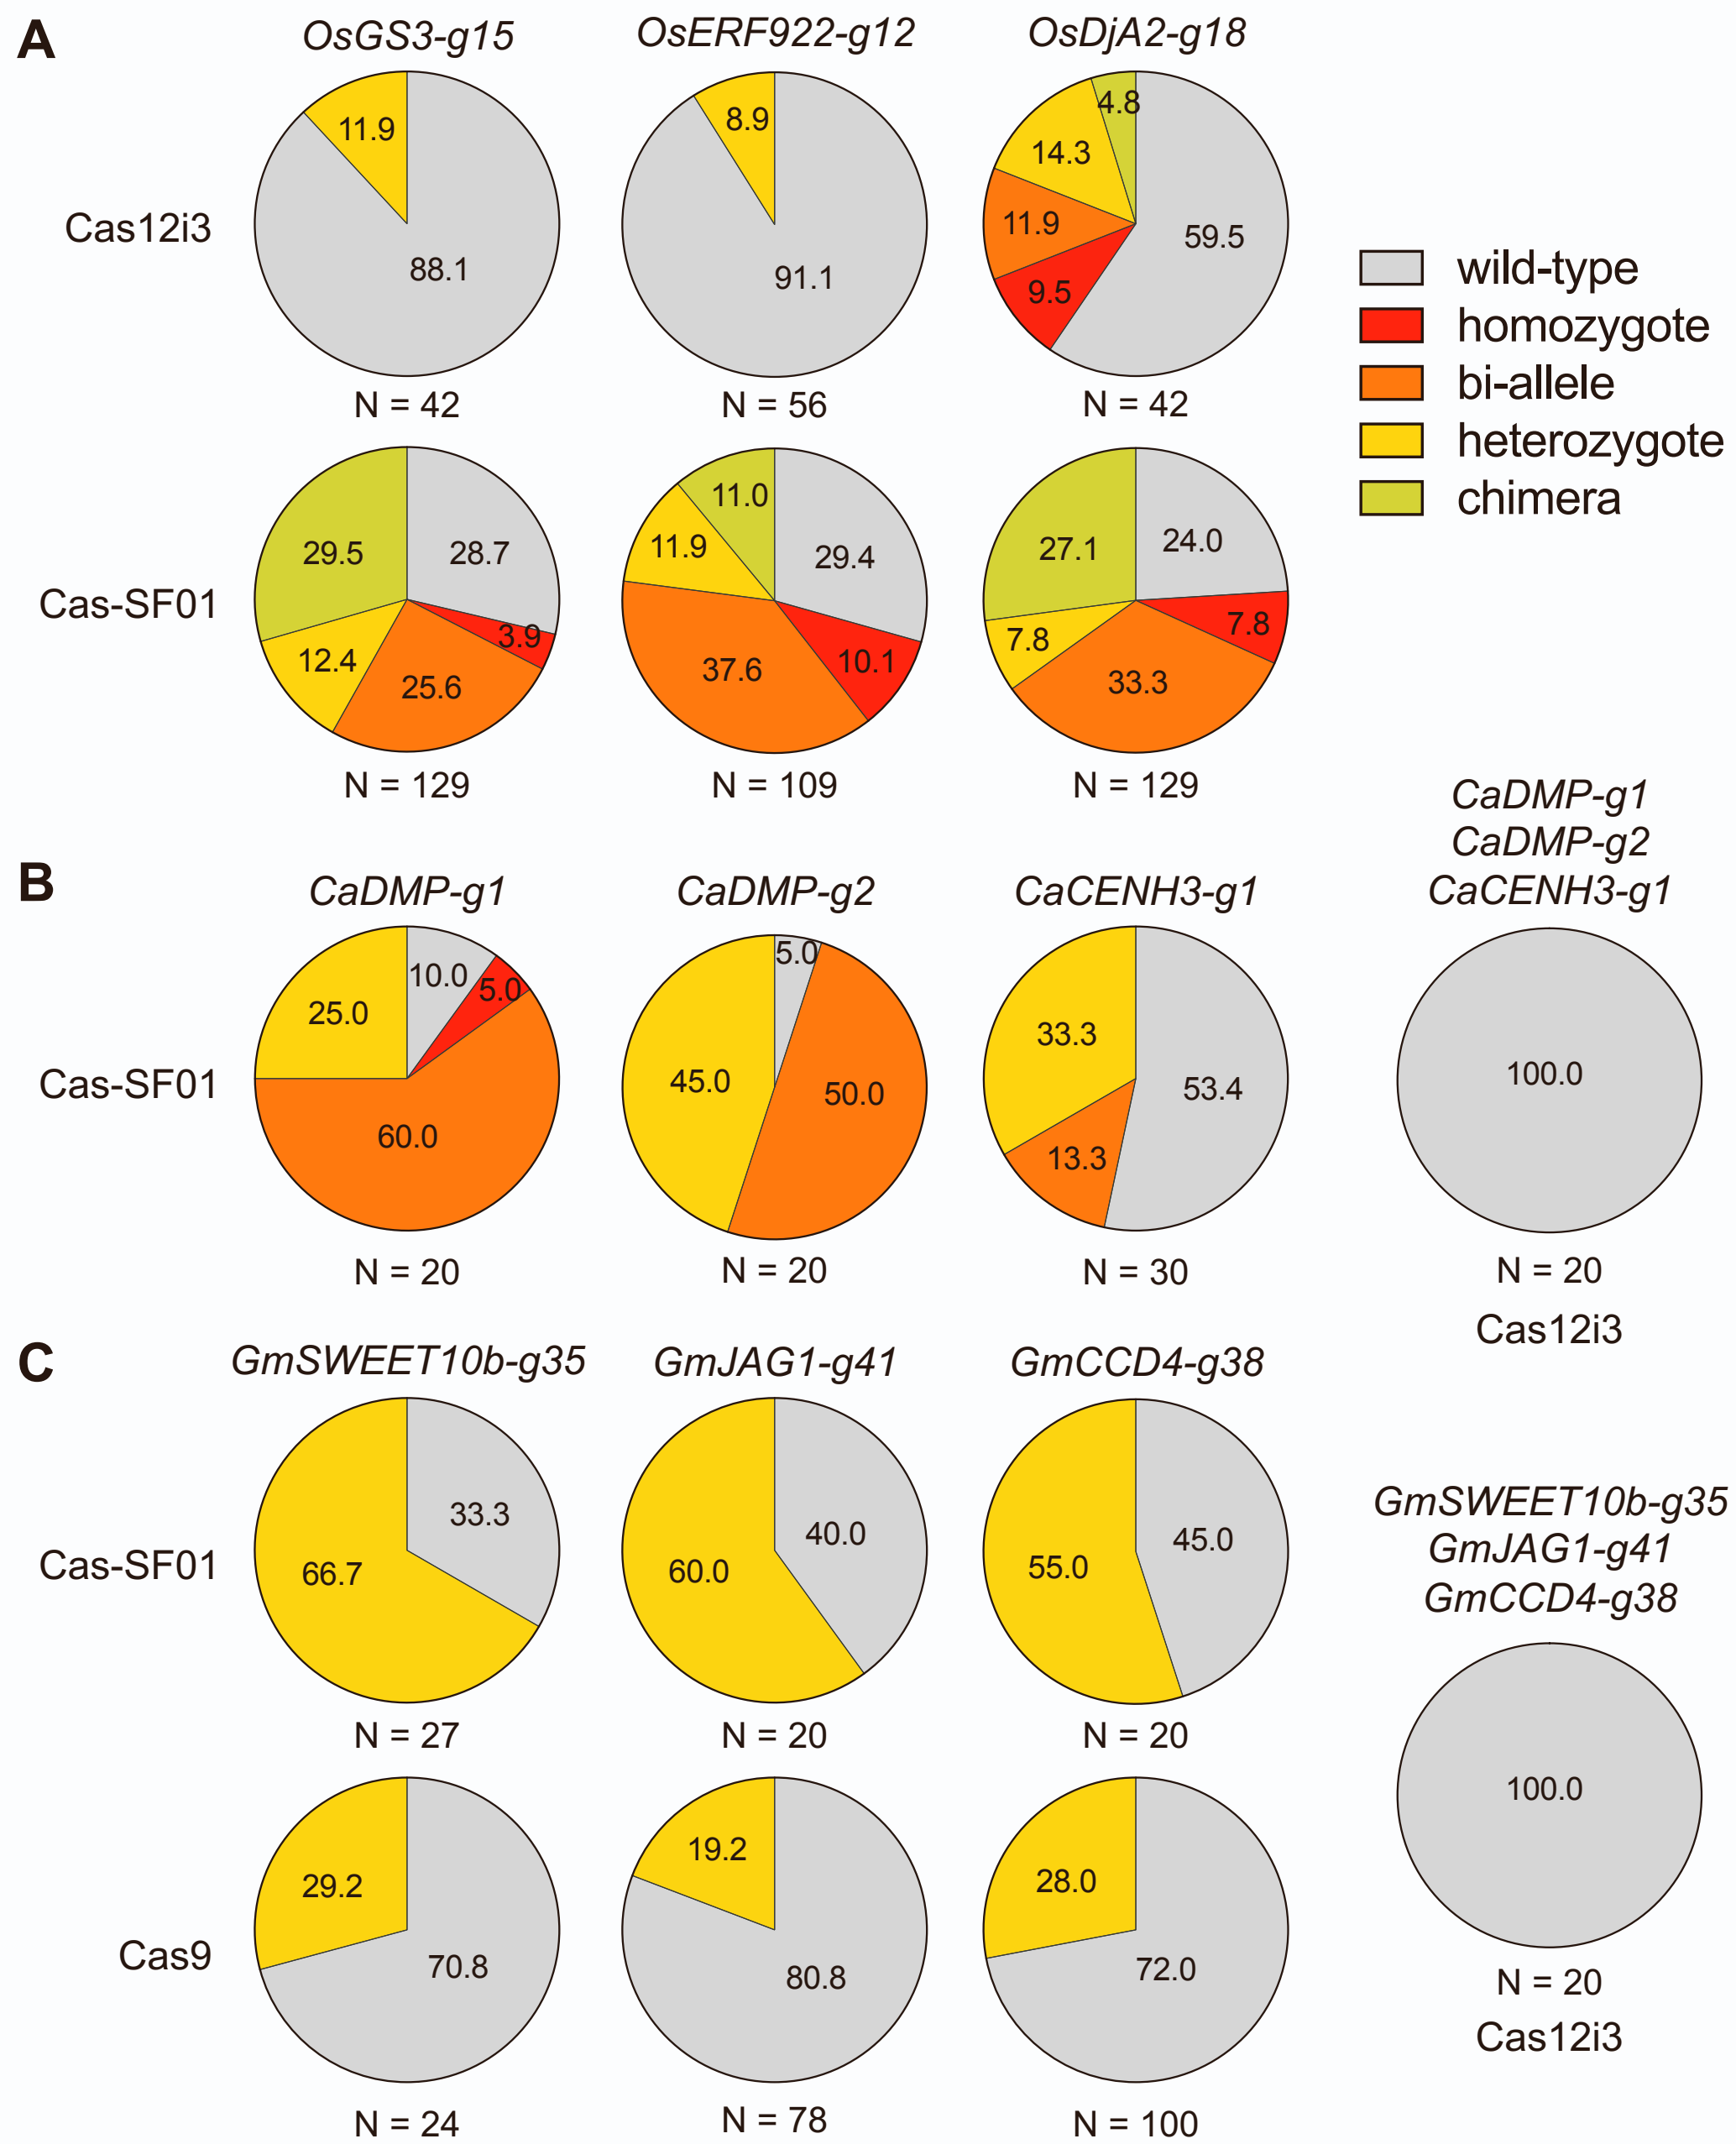 A
OsGS3-g15
OsERF922-g12
OsDjA2-g18
Cas12i3
11.9
88.1
8.9
91.1
4.8
14.3
11.9
9.5
59.5
N = 42
N = 56
N = 42
wild-type
homozygote
bi-allele
heterozygote
chimera
Cas-SF01
29.5
28.7
3.9
12.4
25.6
11.0
11.9
29.4
37.6
10.1
27.1
24.0
7.8
7.8
33.3
N = 129
N = 109
N = 129
B
CaDMP-g1
CaDMP-g2
CaCENH3-g1
CaDMP-g1
CaDMP-g2
CaCENH3-g1
Cas-SF01
10.0
5.0
25.0
60.0
5.0
45.0
50.0
33.3
53.4
13.3
100.0
N = 20
N = 20
N = 30
N = 20
Cas12i3
C
GmSWEET10b-g35
GmJAG1-g41
GmCCD4-g38
Cas-SF01
33.3
66.7
40.0
60.0
45.0
55.0
N = 27
N = 20
N = 20
GmSWEET10b-g35
GmJAG1-g41
GmCCD4-g38
100.0
N = 20
Cas12i3
Cas9
29.2
70.8
19.2
80.8
28.0
72.0
N = 24
N = 78
N = 100